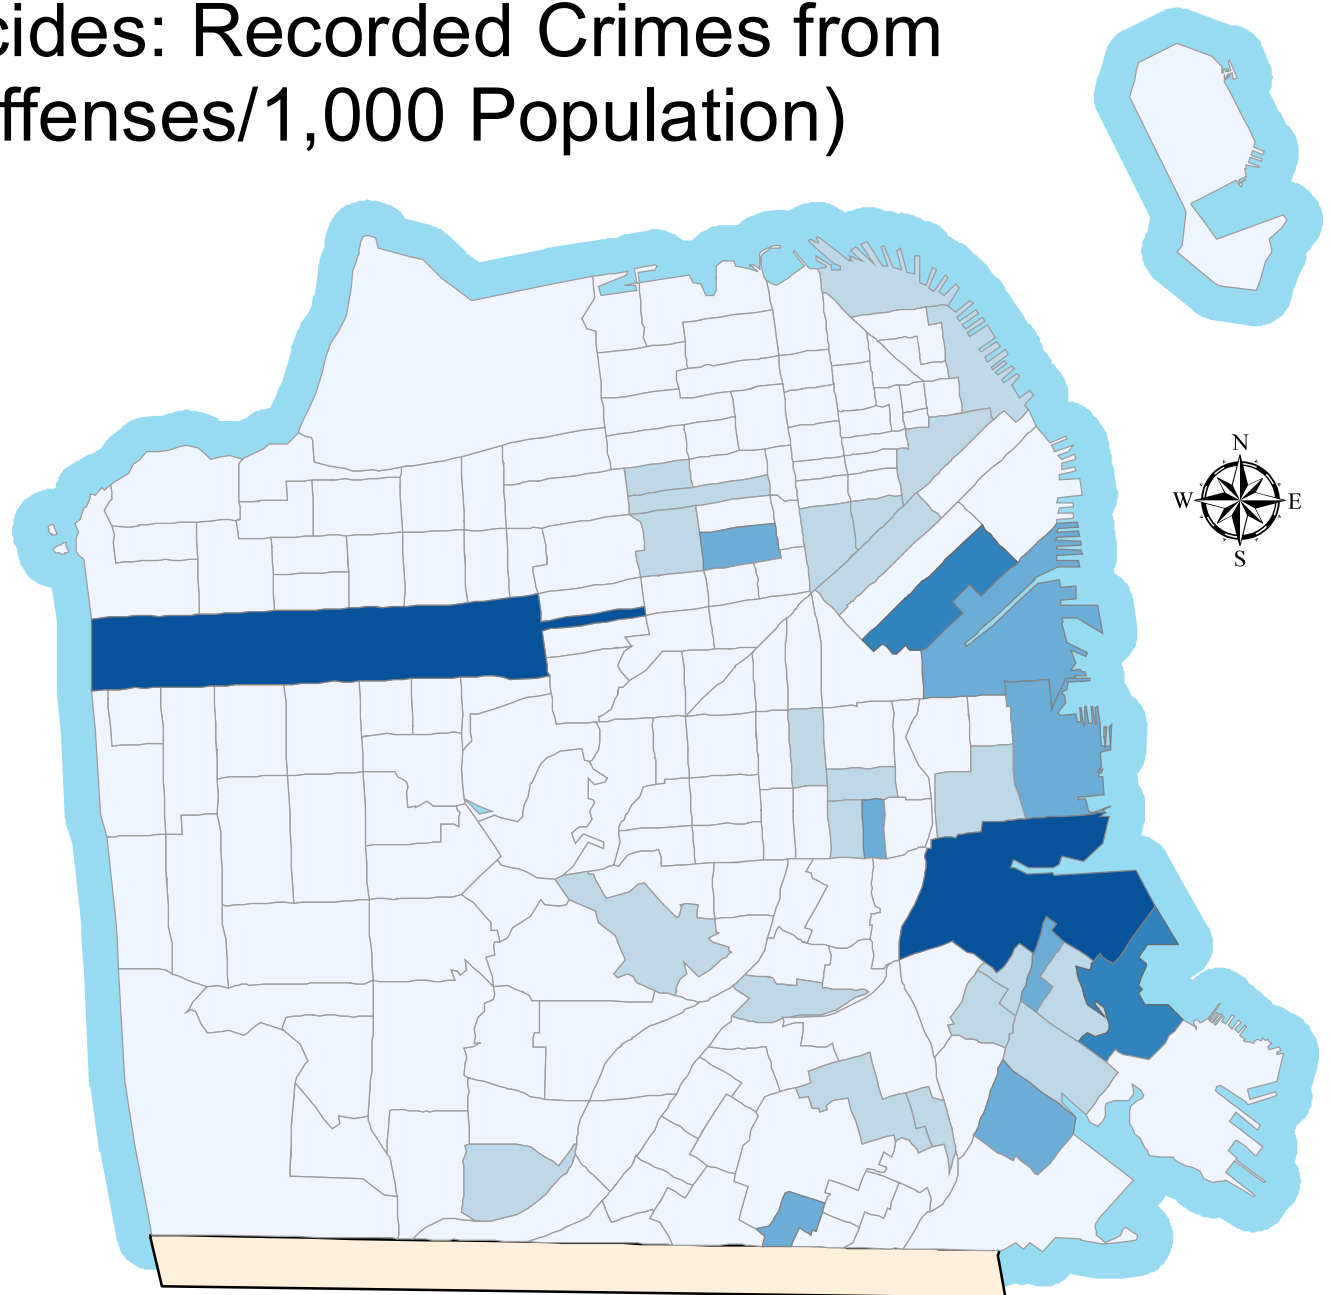 cides: Recorded Crimes from
ffenses/1,000 Population)
N
W
E
S